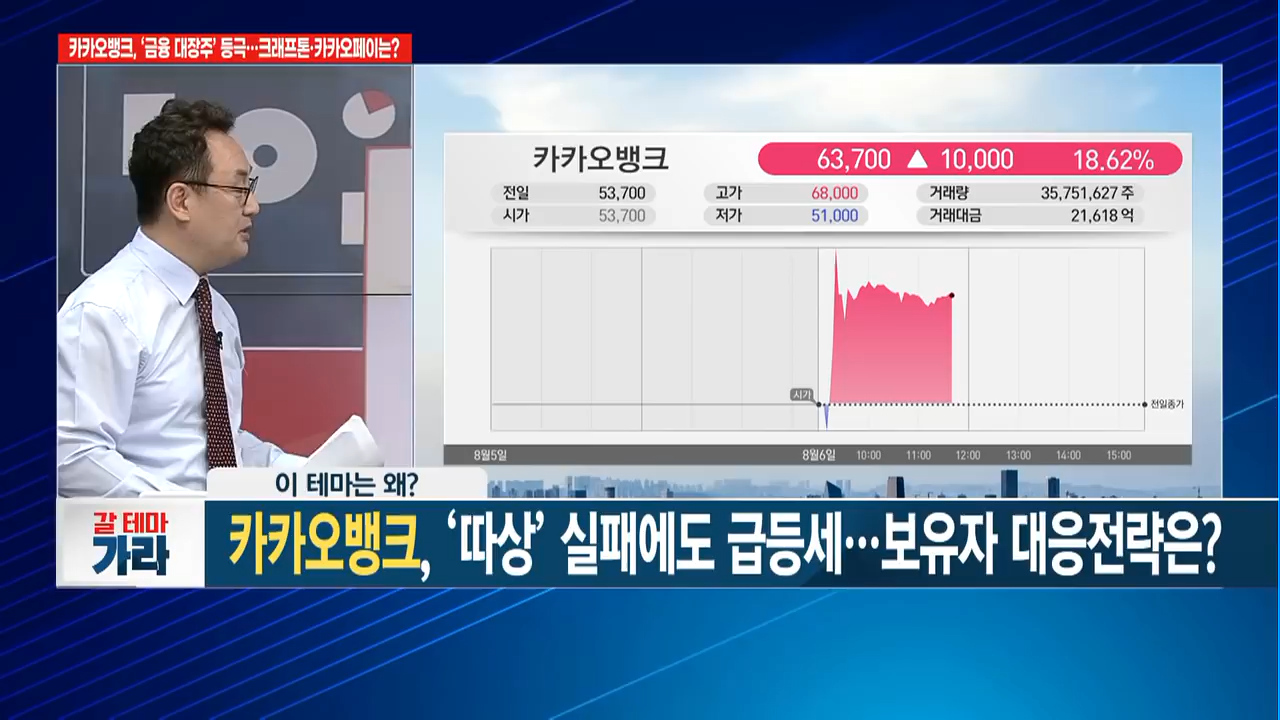 카카오뱅크, '금융 대장주' 등극…크래프톤·카카오페이는?
카카오뱅크 63,700 ▲ 10,000 18.62%
전일 53,700 고가 68,000 거래량 35,751,627 주
시가 53,700 저가 51,000 거래대금 21,618 억
시가
전일종가
8월5일 8월6일 10:00 11:00 12:00 13:00 14:00 15:00
이 테마는 왜?
갈 테마
가라
카카오뱅크, '따상' 실패에도 급등세…보유자 대응전략은?